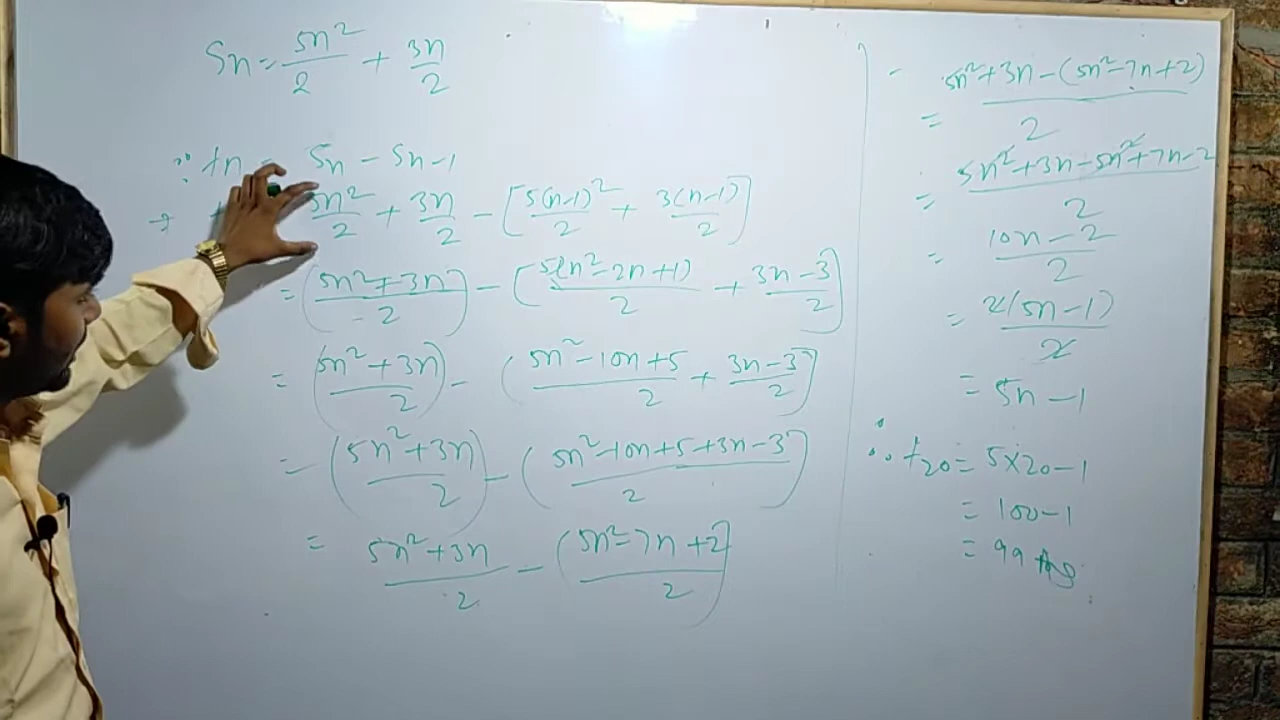 Sn = 5n²/2 + 3n/2
∵ tn = Sn - Sn-1
→ 5n²/2 + 3n/2 - [5(n-1)²/2 + 3(n-1)/2]
= (5n²+3n/2) - (5(n²-2n+1)/2 + 3n-3/2)
= (5n²+3n/2) - (5n²-10n+5/2 + 3n-3/2)
= (5n²+3n/2) - (5n²-10n+5+3n-3/2)
= 5n²+3n/2 - (5n²-7n+2/2)
= 5n²+3n-(5n²-7n+2)/2
= 5n²+3n-5n²+7n-2/2
= 10n-2/2
= 2(5n-1)/2
= 5n-1
∴ t20 = 5×20-1
= 100-1
= 99 Ans